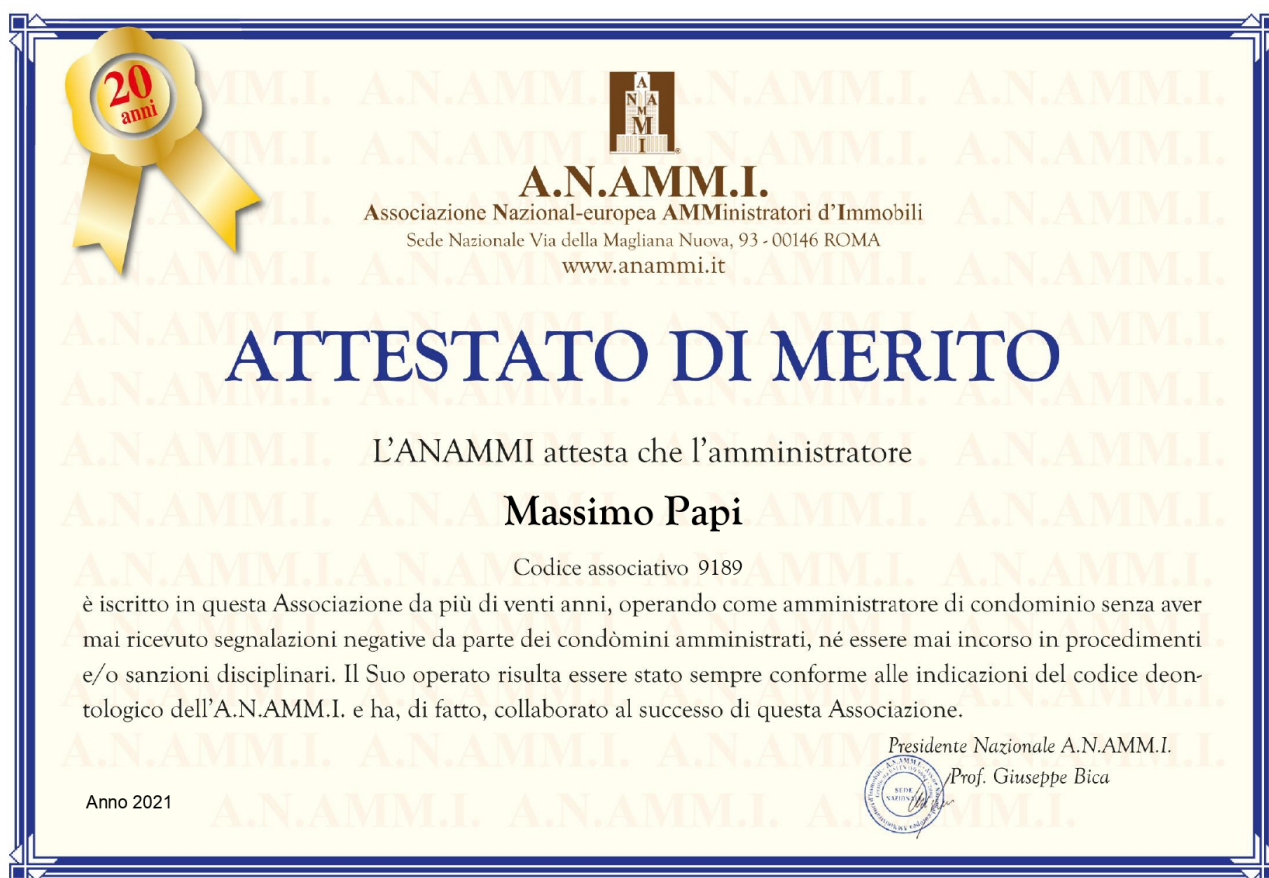 20
anni
A
N A
M
M
I
A.N.AMM.I.
Associazione Nazional-europea AMMinistratori d'Immobili
Sede Nazionale Via della Magliana Nuova, 93 - 00146 ROMA
www.anammi.it
ATTESTATO DI MERITO
L'ANAMMI attesta che l'amministratore
Massimo Papi
Codice associativo 9189
è iscritto in questa Associazione da più di venti anni, operando come amministratore di condominio senza aver
mai ricevuto segnalazioni negative da parte dei condòmini amministrati, né essere mai incorso in procedimenti
e/o sanzioni disciplinari. Il Suo operato risulta essere stato sempre conforme alle indicazioni del codice deon-
tologico dell'A.N.AMM.I. e ha, di fatto, collaborato al successo di questa Associazione.
Presidente Nazionale A.N.AMM.I.
Prof. Giuseppe Bica
SEDE
NAZIONALE
Anno 2021